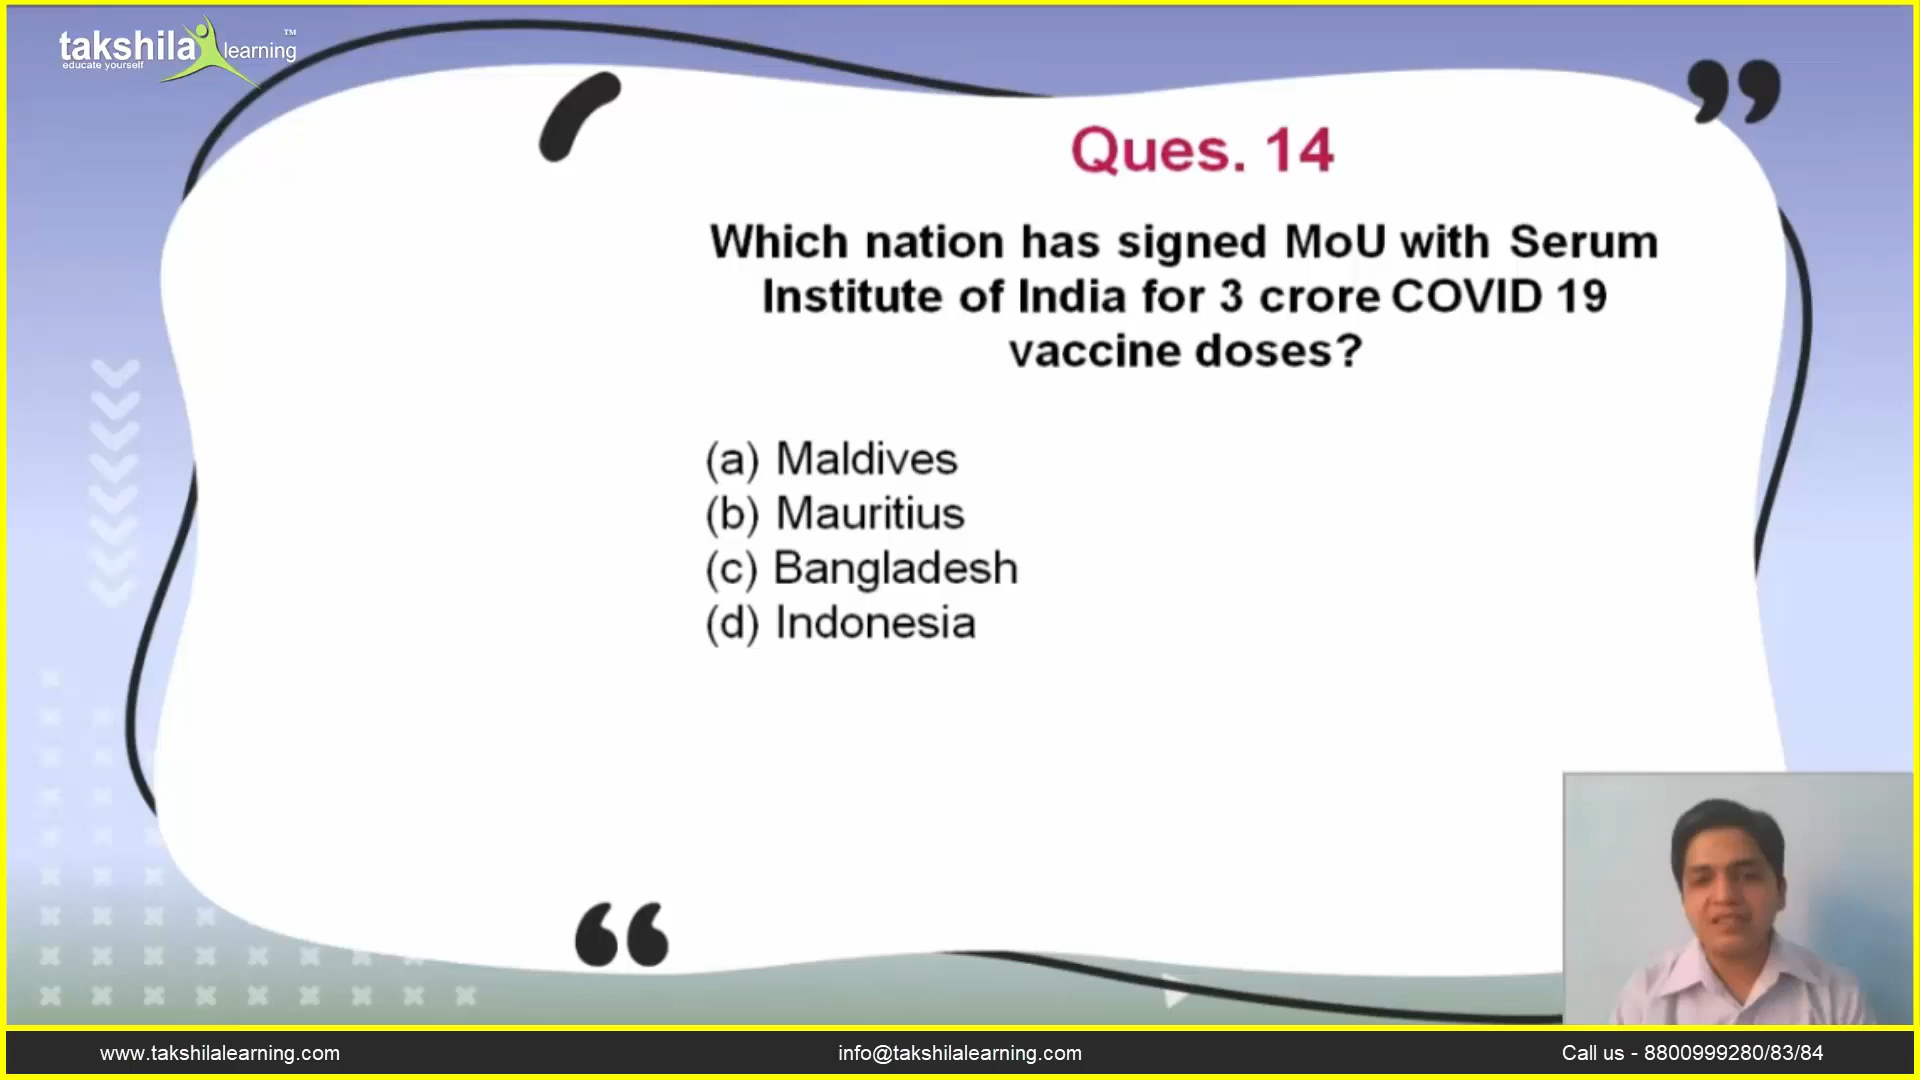 takshila learning ™
educate yourself
Ques. 14
Which nation has signed MoU with Serum
Institute of India for 3 crore COVID 19
vaccine doses?
(a) Maldives
(b) Mauritius
(c) Bangladesh
(d) Indonesia
www.takshilalearning.com
info@takshilalearning.com
Call us - 8800999280/83/84